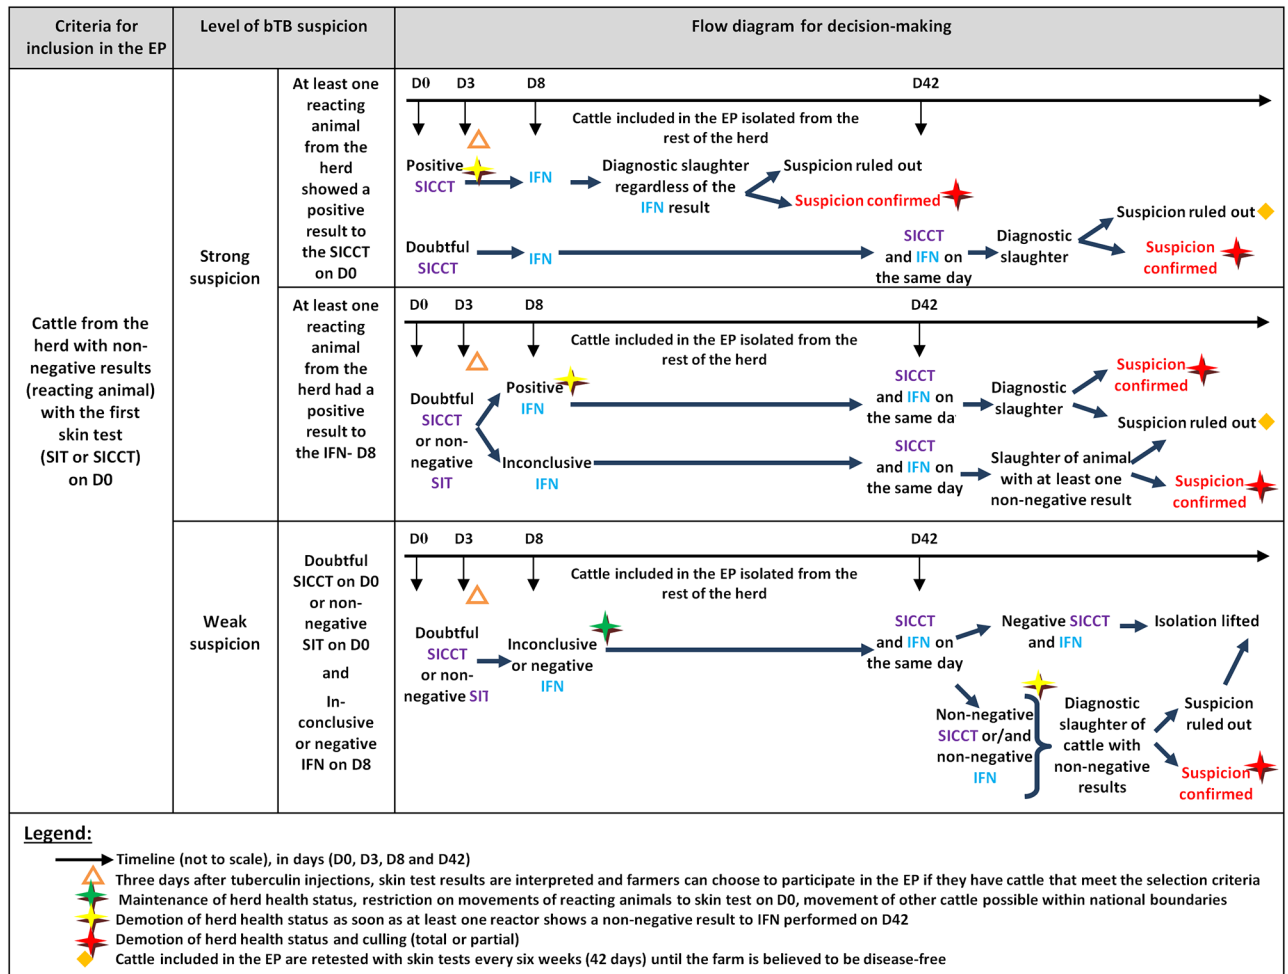 Criteria for
inclusion in the EP
Level of bTB suspicion
Flow diagram for decision-making
Cattle from the
herd with non-
negative results
(reacting animal)
with the first
skin test
(SIT or SICCT)
on D0
Strong
suspicion
At least one
reacting
animal
from the
herd
showed a
positive
result to
the SICCT
on D0
D0 D3 D8 D42
Cattle included in the EP isolated from the
rest of the herd
Positive
SICCT
IFN
Diagnostic slaughter
regardless of the
IFN result
Suspicion ruled out
Suspicion confirmed
Doubtful
SICCT
IFN
SICCT
and IFN on
the same day
Diagnostic
slaughter
Suspicion ruled out
Suspicion
confirmed
At least one
reacting
animal
from the
herd had a
positive
result to
the IFN- D8
D0 D3 D8 D42
Cattle included in the EP isolated from the
rest of the herd
Doubtful
SICCT
or non-
negative
SIT
Positive
IFN
SICCT
and IFN on
the same da
Diagnostic
slaughter
Suspicion
confirmed
Suspicion ruled out
Inconclusive
IFN
SICCT
and IFN on
the same day
Slaughter of animal
with at least one
non-negative result
Suspicion
confirmed
Weak
suspicion
Doubtful
SICCT on D0
or non-
negative
SIT on D0
and
In-
conclusive
or negative
IFN on D8
D0 D3 D8 D42
Cattle included in the EP isolated from the
rest of the herd
Doubtful
SICCT
or non-
negative SIT
Inconclusive
or negative
IFN
SICCT
and IFN on
the same day
Negative SICCT
and IFN
Isolation lifted
Non-negative
SICCT or/and
non-negative
IFN
Diagnostic
slaughter of
cattle with
non-negative
results
Suspicion
ruled out
Suspicion
confirmed
Legend:
Timeline (not to scale), in days (D0, D3, D8 and D42)
Three days after tuberculin injections, skin test results are interpreted and farmers can choose to participate in the EP if they have cattle that meet the selection criteria
Maintenance of herd health status, restriction on movements of reacting animals to skin test on D0, movement of other cattle possible within national boundaries
Demotion of herd health status as soon as at least one reactor shows a non-negative result to IFN performed on D42
Demotion of herd health status and culling (total or partial)
Cattle included in the EP are retested with skin tests every six weeks (42 days) until the farm is believed to be disease-free